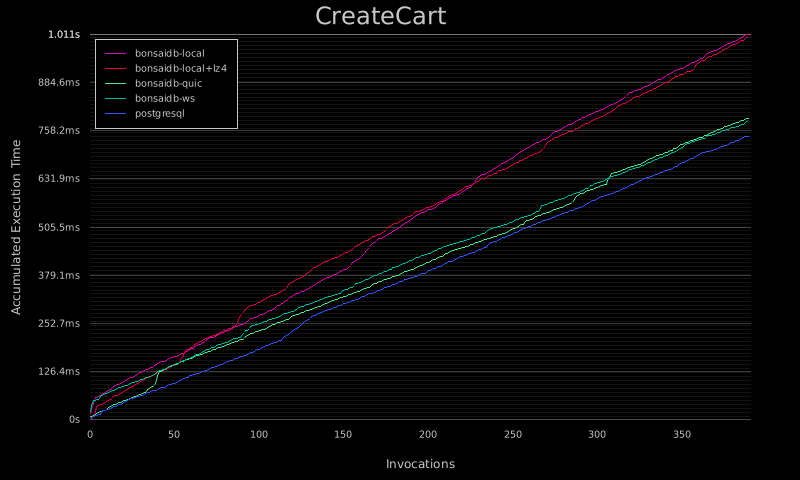 CreateCart
1.011s
884.6ms
758.2ms
631.9ms
505.5ms
379.1ms
252.7ms
126.4ms
0s
bonsaidb-local
bonsaidb-local+lz4
bonsaidb-quic
bonsaidb-ws
postgresql
Accumulated Execution Time
0 50 100 150 200 250 300 350
Invocations